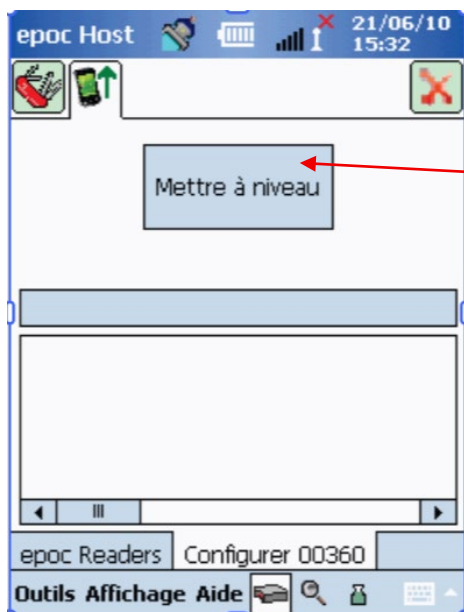 epoc Host 21/06/10
15:32
Mettre à niveau
epoc Readers Configurer 00360
Outils Affichage Aide